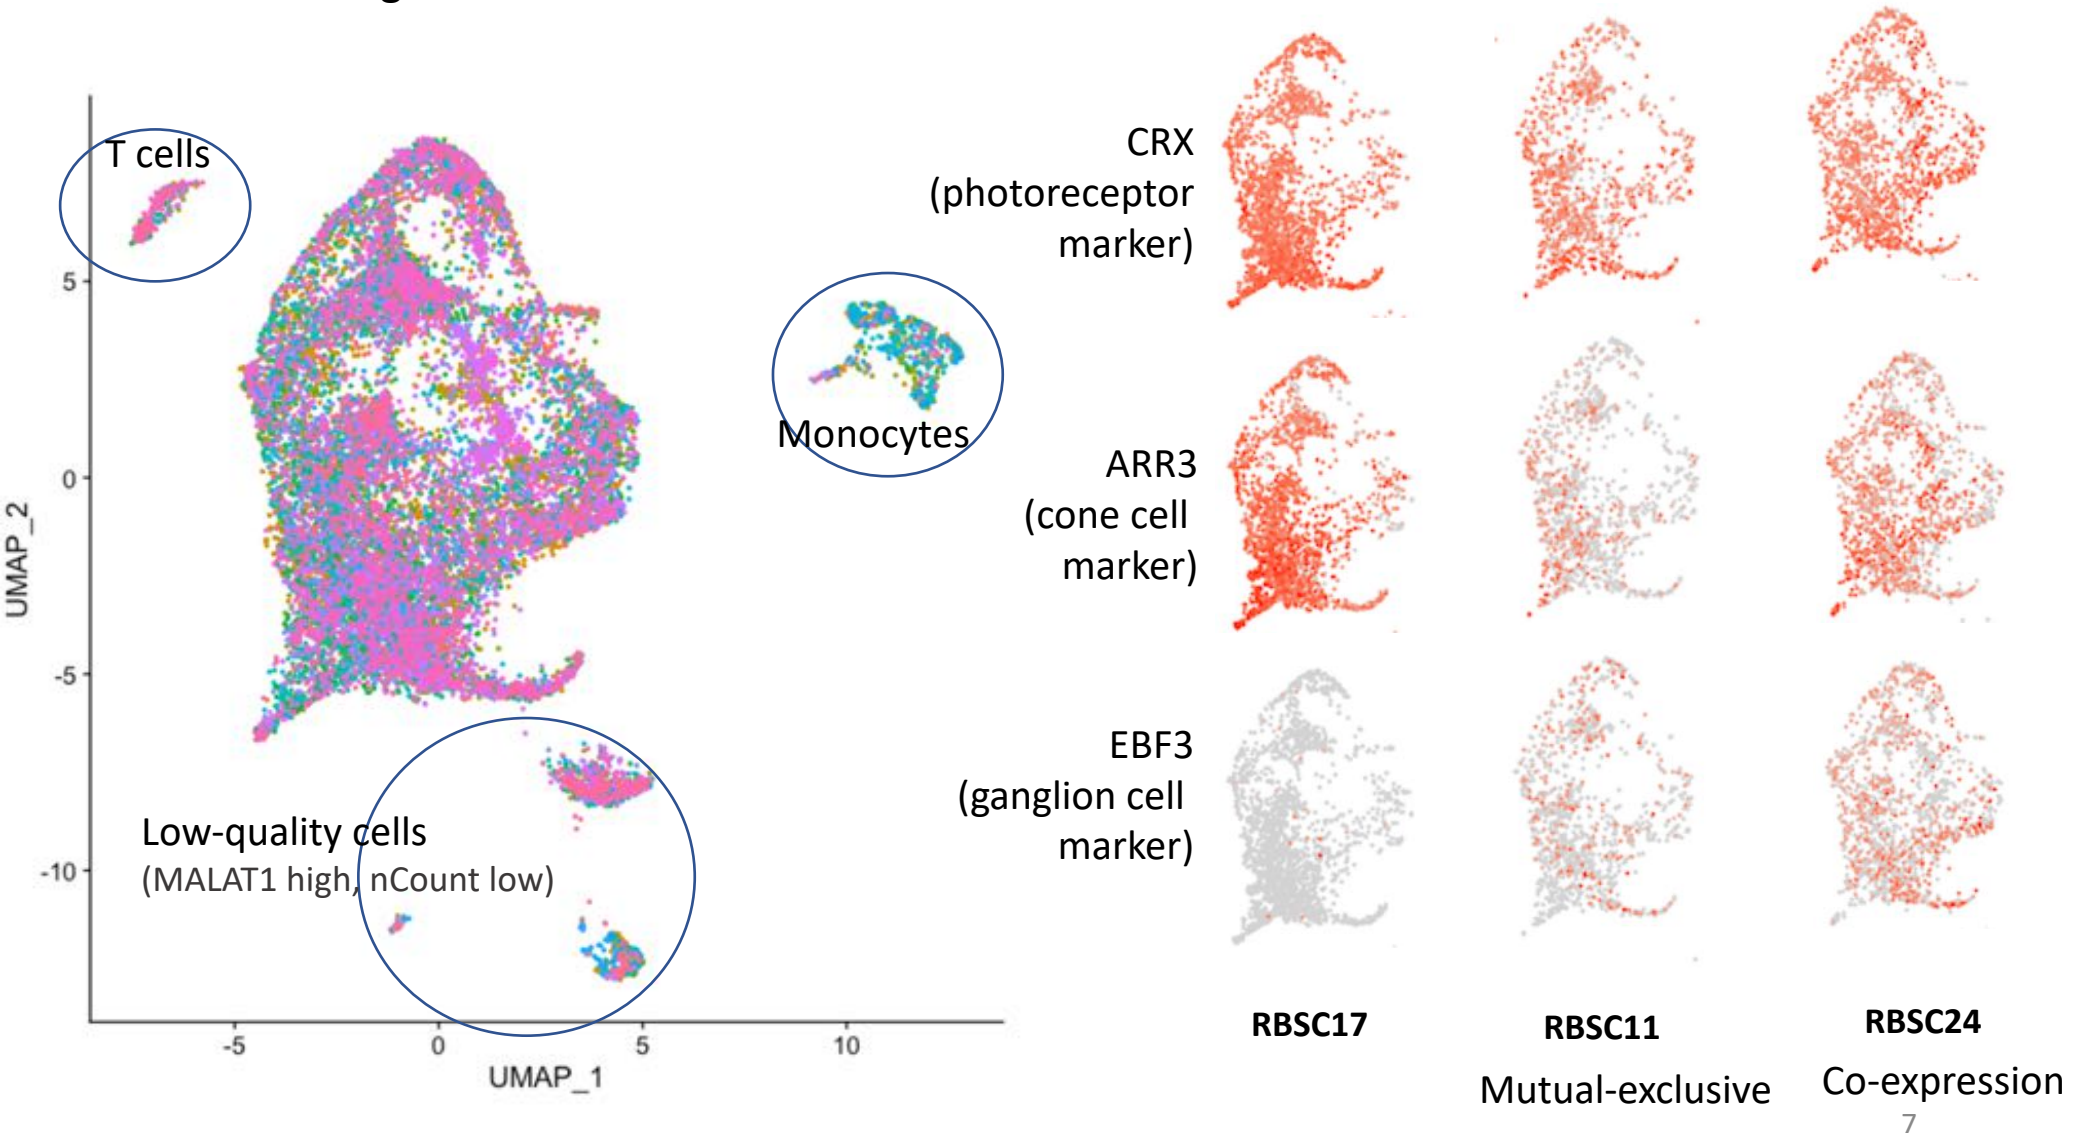 T cells
Monocytes
Low-quality cells
(MALAT1 high, nCount low)
5
0
-5
-10
UMAP_2
-5
0
5
10
UMAP_1
CRX
(photoreceptor
marker)
ARR3
(cone cell
marker)
EBF3
(ganglion cell
marker)
RBSC17
RBSC11
RBSC24
Mutual-exclusive
Co-expression
7